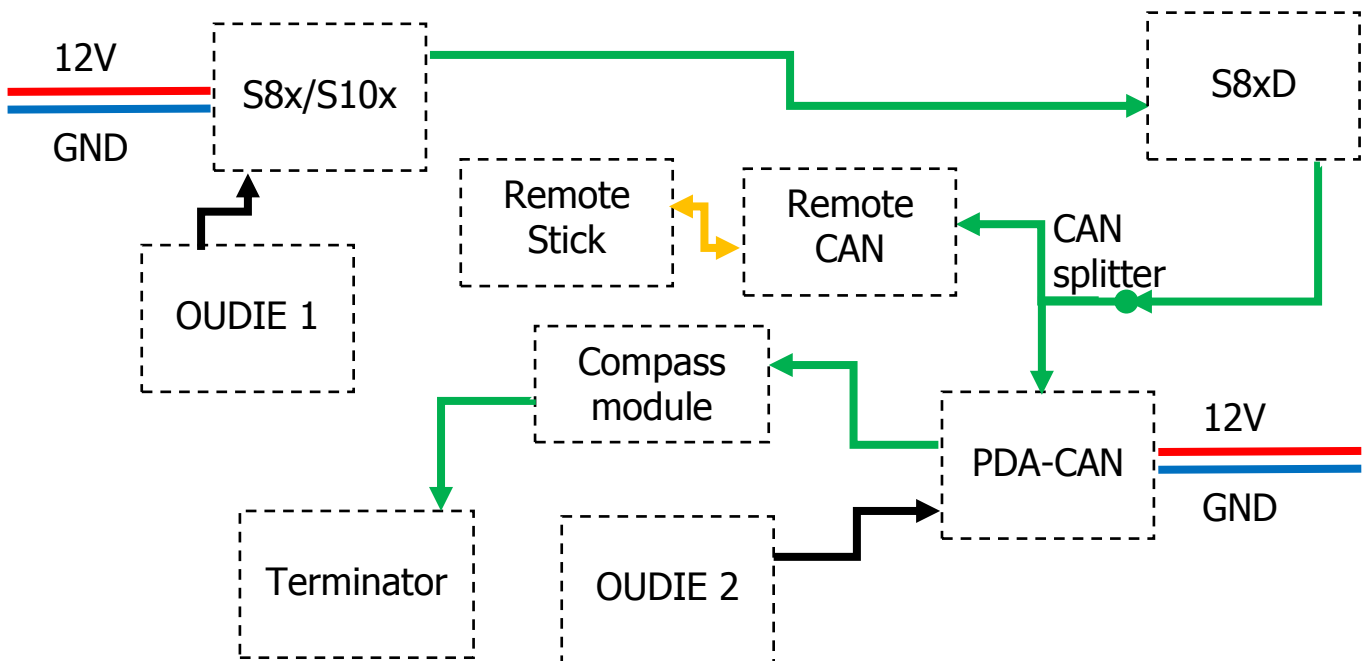 12V
S8x/S10x
GND
S8xD
Remote
Stick
Remote
CAN
CAN
splitter
OUDIE 1
Compass
module
12V
PDA-CAN
GND
Terminator
OUDIE 2